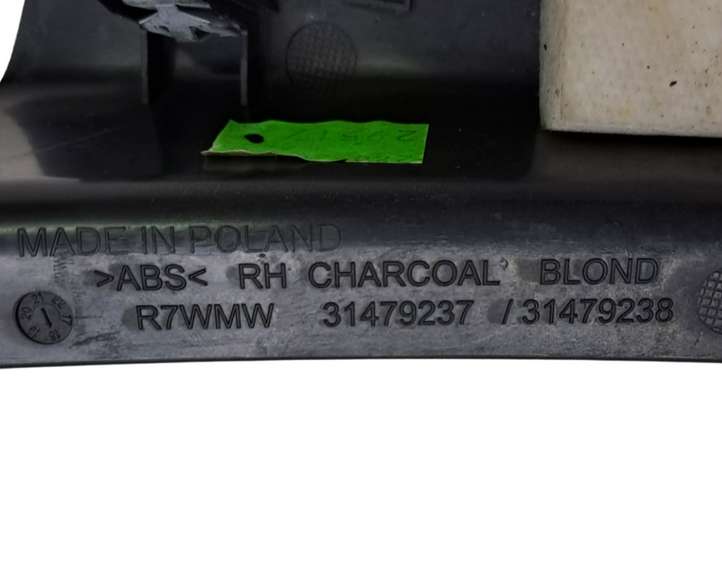 MADE IN POLAND
>ABS< RH CHARCOAL BLOND
R7WMW 31479237 / 31479238